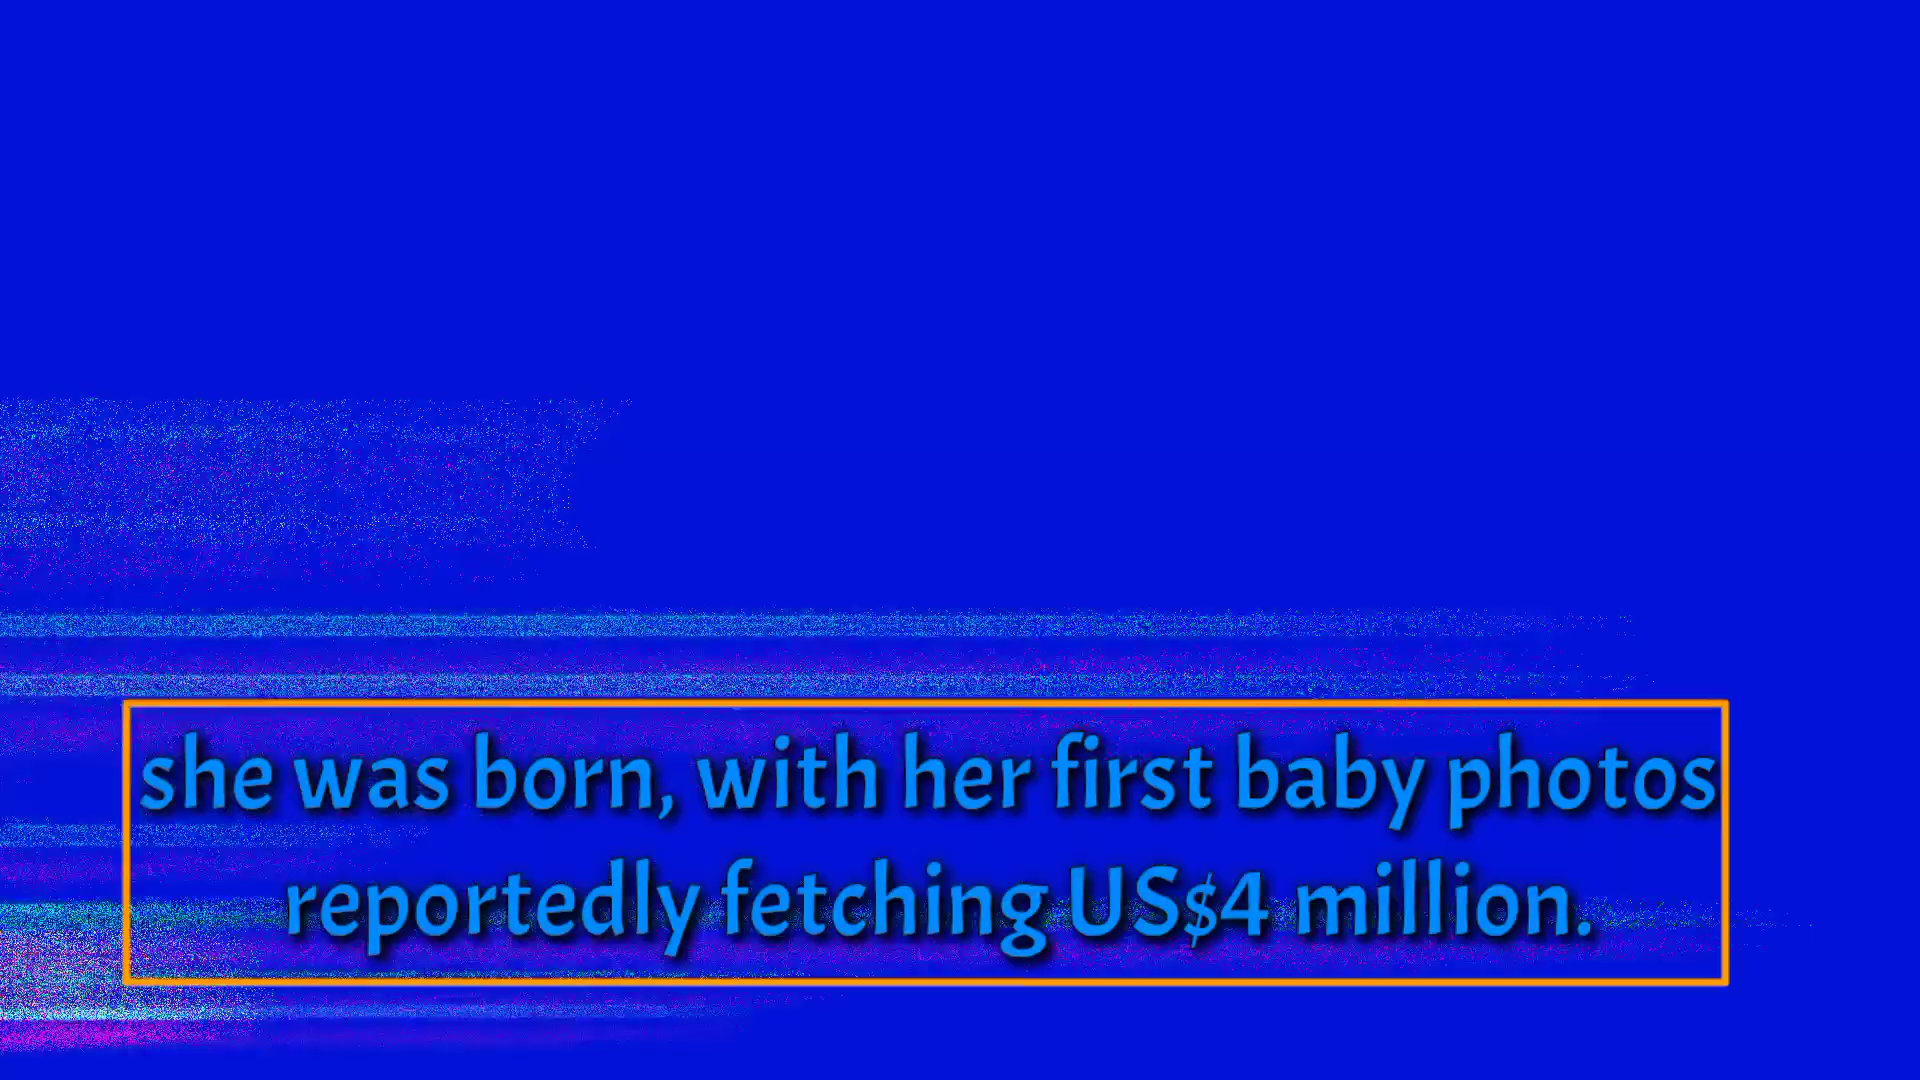 she was born, with her first baby photos
reportedly fetching US$4 million.